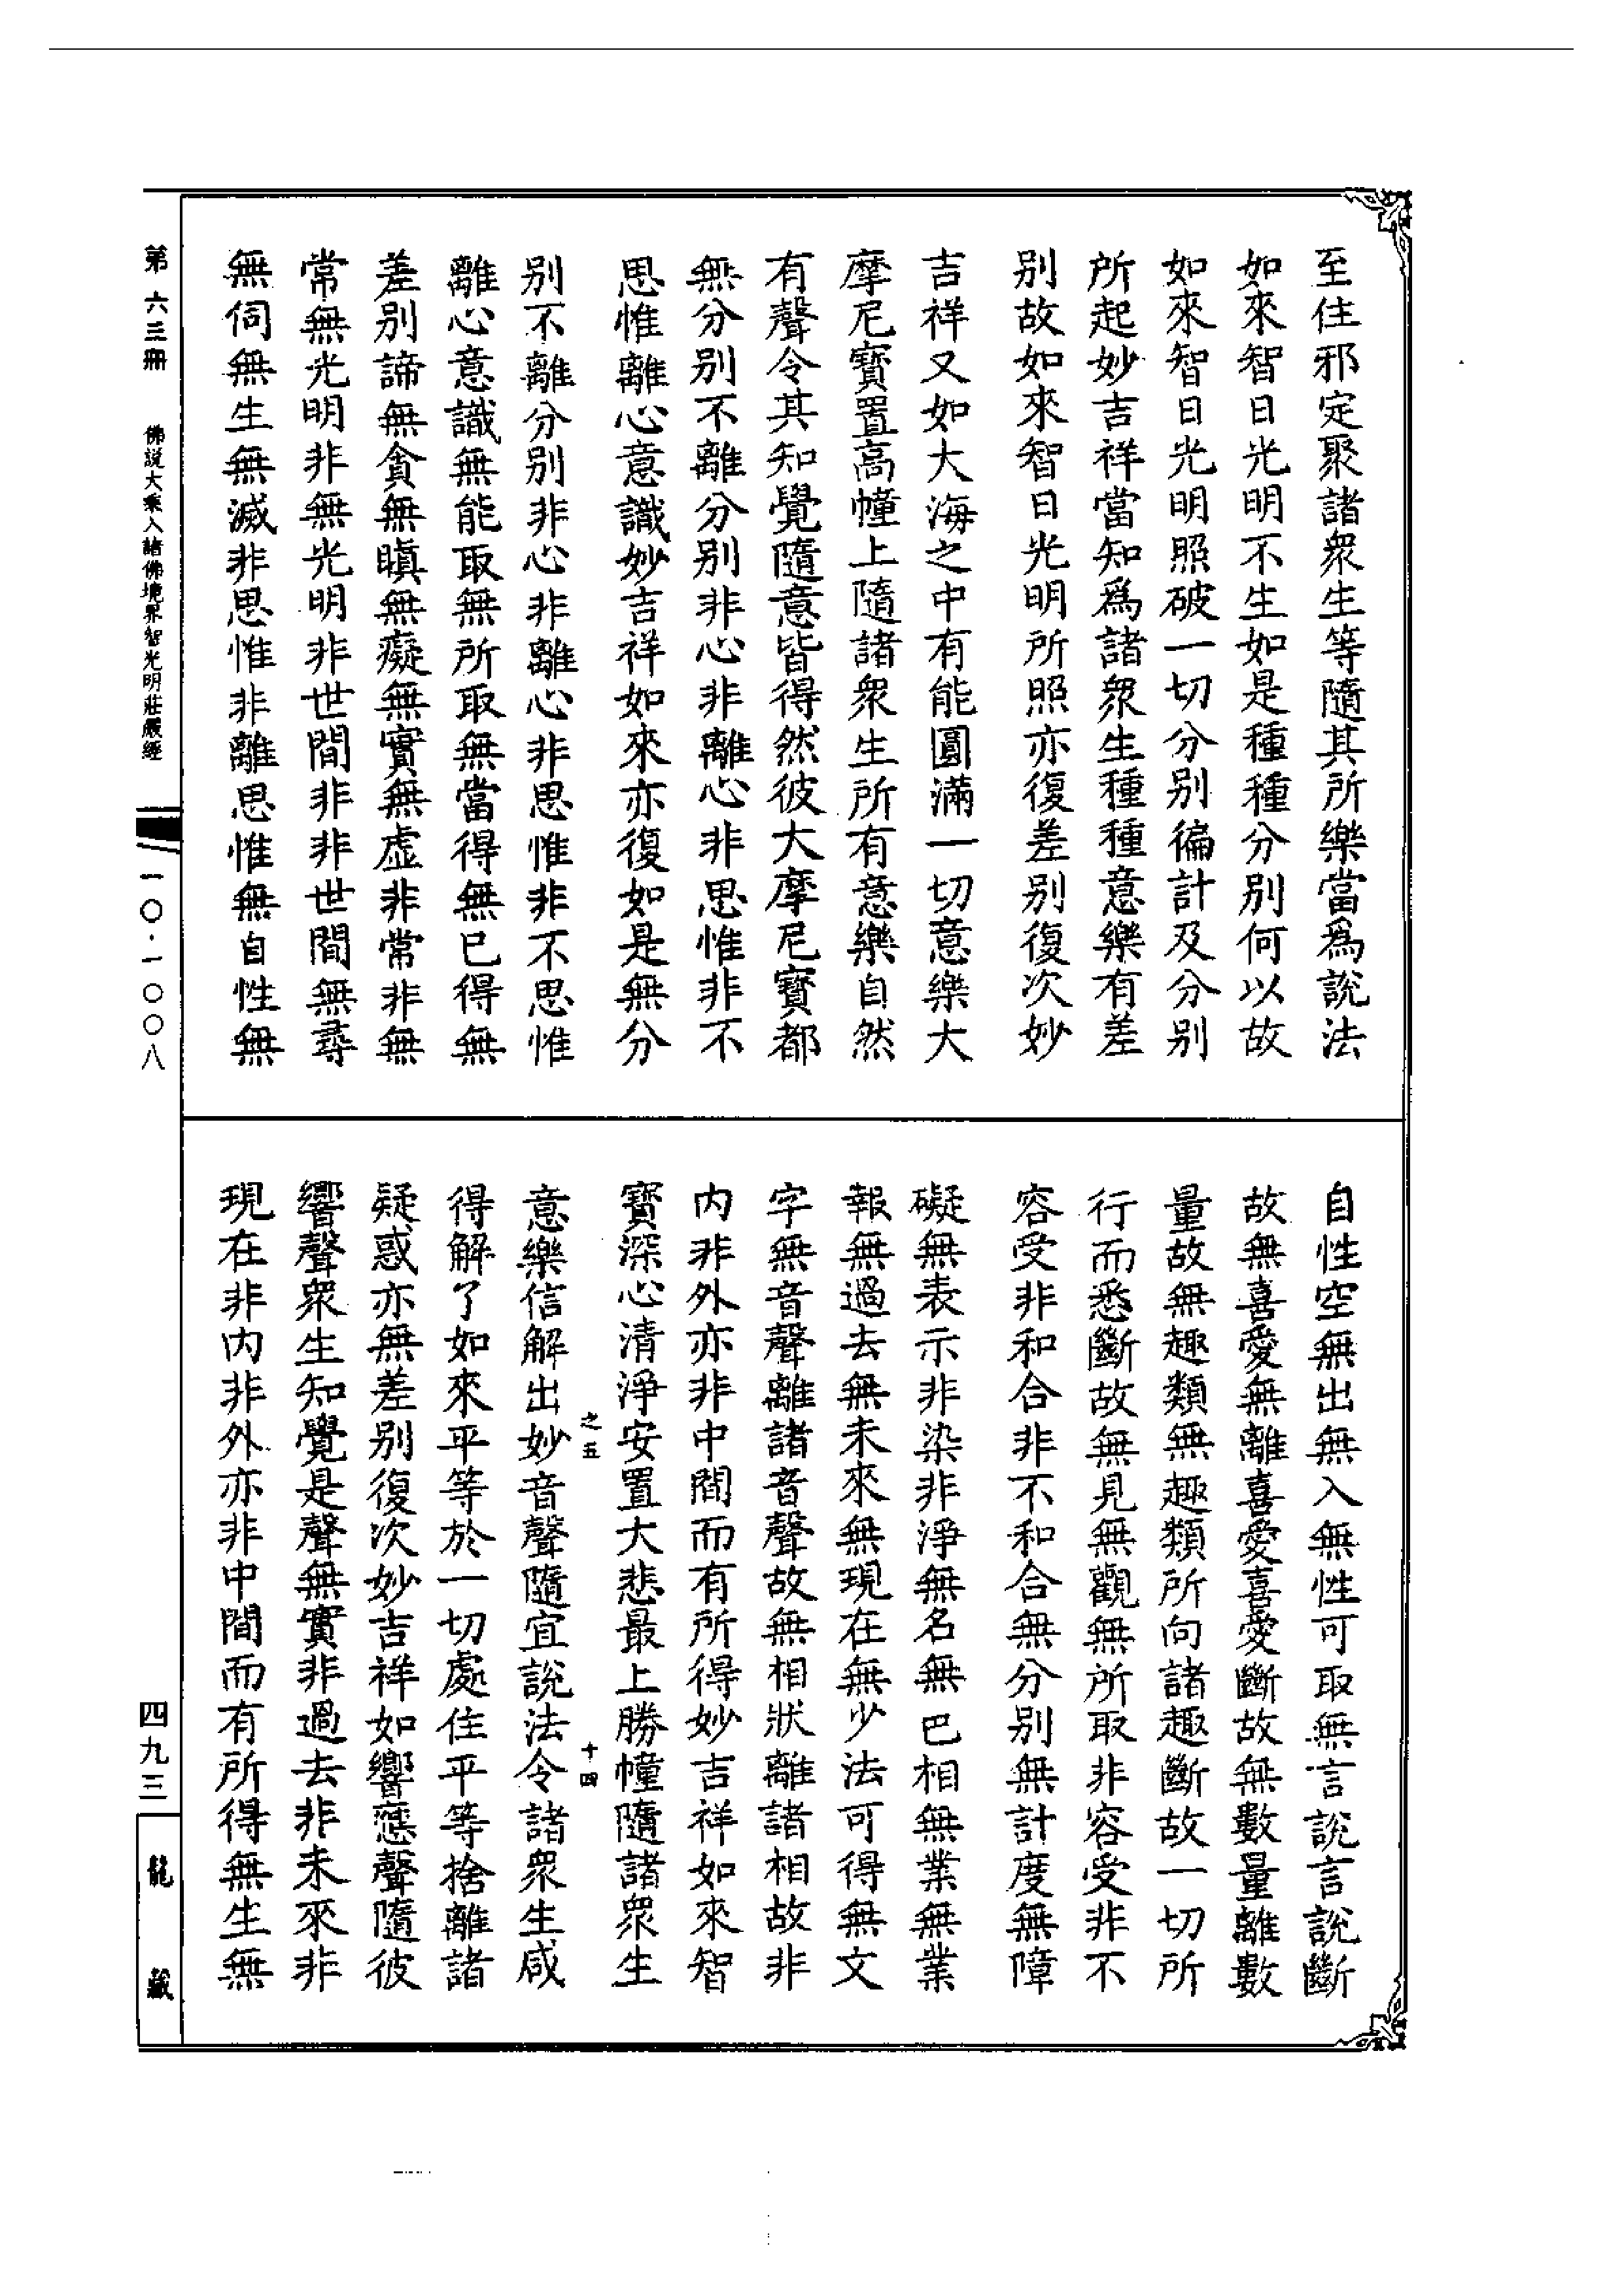 至住邪定聚諸衆生等隨其所樂當爲說法
如來智日光明不生如是種種分別何以故
如來智日光明照破一切分別徧計及分別
所起妙吉祥當知爲諸衆生種種意樂有差
別故如來智日光明所照亦復差別復次妙
吉祥又如大海之中有能圓滿一切意樂大
摩尼寶置高幢上隨諸衆生所有意樂自然
有聲令其知覺隨意皆得然彼大摩尼寶都
無分別不離分別非心非離心非思惟非不
思惟離心意識妙吉祥如來亦復如是無分
別不離分別非心非離心非思惟非不思惟
離心意識無能取無所取無當得無已得無
差別諦無貪無瞋無癡無實無虛非常非無
常無光明非無光明非世間非非世間無尋
無伺無生無滅非思惟非離思惟無自性無
自性空無出無入無性可取無言說言說斷
故無喜愛無離喜愛喜愛斷故無數量離數
量故無趣類無趣類所向諸趣斷故一切所
行而悉斷故無見無觀無所取非容受非不
容受非和合非不和合無分別無計度無障
礙無表示非染非淨無名無色相無業無業
報無過去無未來無現在無少法可得無文
字無音聲離諸音聲故無相狀離諸相故非
內非外亦非中間而有所得妙吉祥如來智
寶深心清淨安置大悲最上勝幢隨諸衆生
之五 十四
意樂信解出妙音聲隨宜說法令諸衆生咸
得解了如來平等於一切處住平等捨離諸
疑惑亦無差別復次妙吉祥如響應聲隨彼
響聲衆生知覺是聲無實非過去非未來非
現在非內非外亦非中間而有所得無生無
第六三冊 佛說大乘入諸佛境界智光明莊嚴經 一〇·一〇〇八
四九三
龍藏